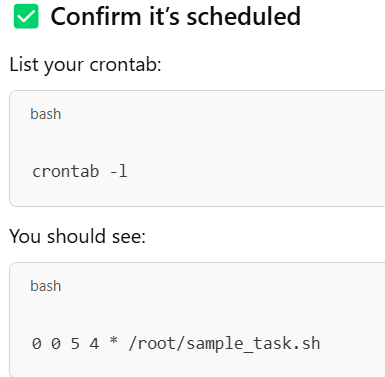 ✅ Confirm it’s scheduled
List your crontab:
bash
crontab -l
You should see:
bash
0 0 5 4 * /root/sample_task.sh